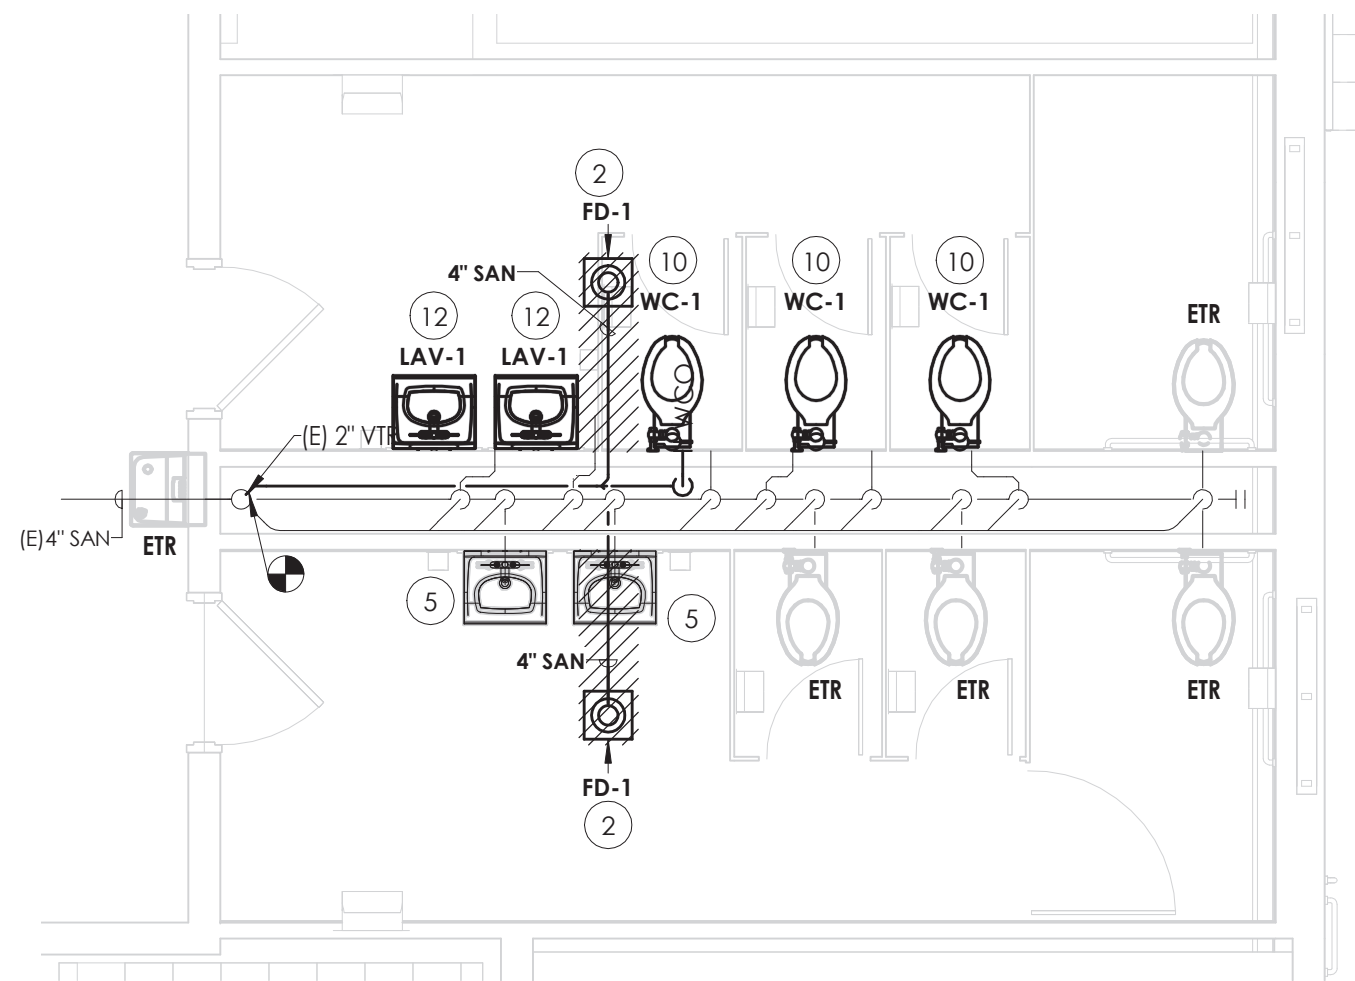 2
FD-1
4" SAN
10
WC-1
10
WC-1
10
WC-1
ETR
12
LAV-1
12
LAV-1
WCO
(E) 2" VTR
(E)4" SAN
ETR
5
5
4" SAN
ETR
ETR
ETR
FD-1
2